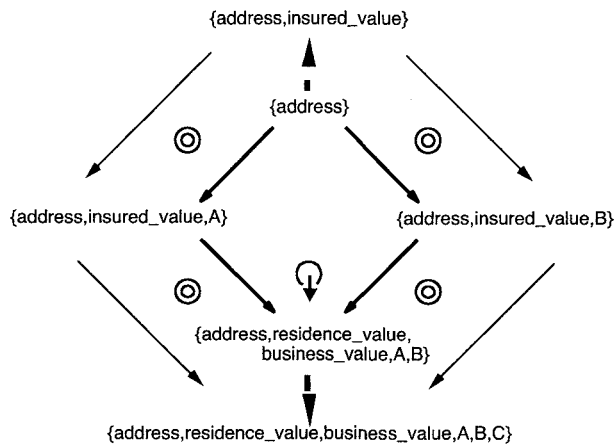 {address,insured_value}
{address}
{address,insured_value,A}
{address,insured_value,B}
{address,residence_value,
business_value,A,B}
{address,residence_value,business_value,A,B,C}